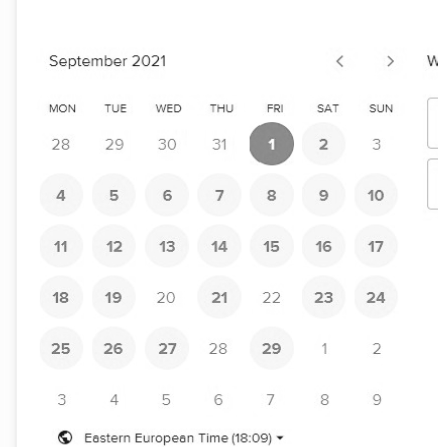 September 2021
W
MON TUE WED THU FRI SAT SUN
28 29 30 31 1 2 3
4 5 6 7 8 9 10
11 12 13 14 15 16 17
18 19 20 21 22 23 24
25 26 27 28 29 1 2
3 4 5 6 7 8 9
Eastern European Time (18:09)